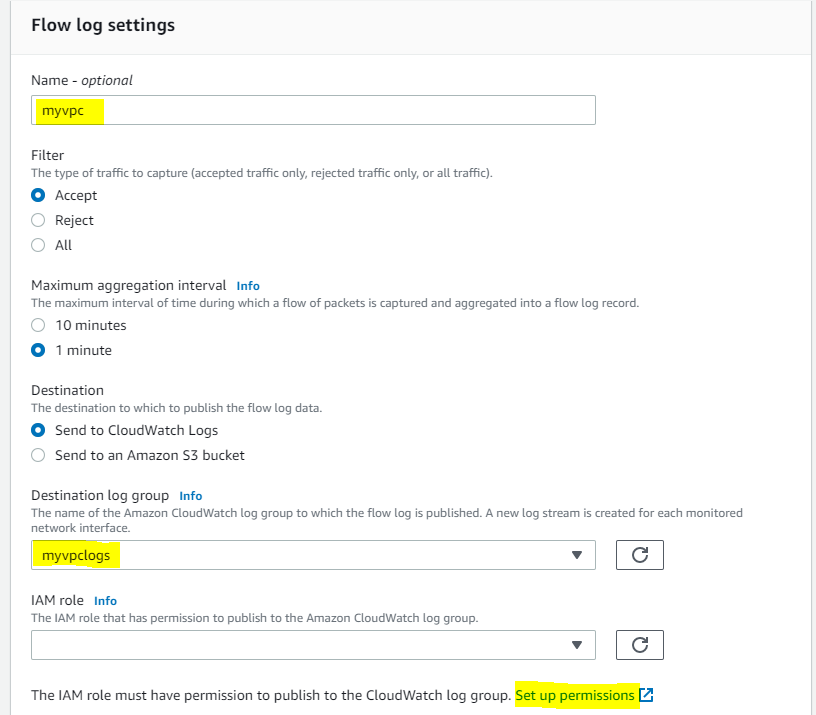 Flow log settings
Name - optional
myvpc
Filter
The type of traffic to capture (accepted traffic only, rejected traffic only, or all traffic).
Accept
Reject
All
Maximum aggregation interval Info
The maximum interval of time during which a flow of packets is captured and aggregated into a flow log record.
10 minutes
1 minute
Destination
The destination to which to publish the flow log data.
Send to CloudWatch Logs
Send to an Amazon S3 bucket
Destination log group Info
The name of the Amazon CloudWatch log group to which the flow log is published. A new log stream is created for each monitored
network interface.
myvpclogs
IAM role Info
The IAM role that has permission to publish to the Amazon CloudWatch log group.
The IAM role must have permission to publish to the CloudWatch log group. Set up permissions